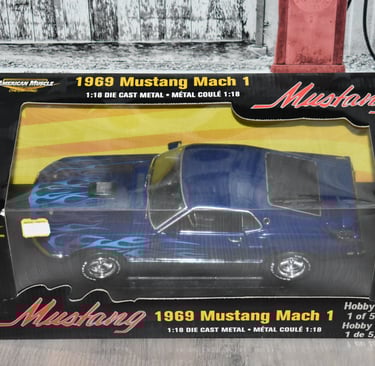 AMERICAN MUSCLE
1969 Mustang Mach 1
1:18 DIE CAST METAL • MÉTAL COULÉ 1:18
Mustang
Mustang
1969 Mustang Mach 1
1:18 DIE CAST METAL • MÉTAL COULÉ 1:18
Hobby
1 of 5
Hobby
1 de 5,